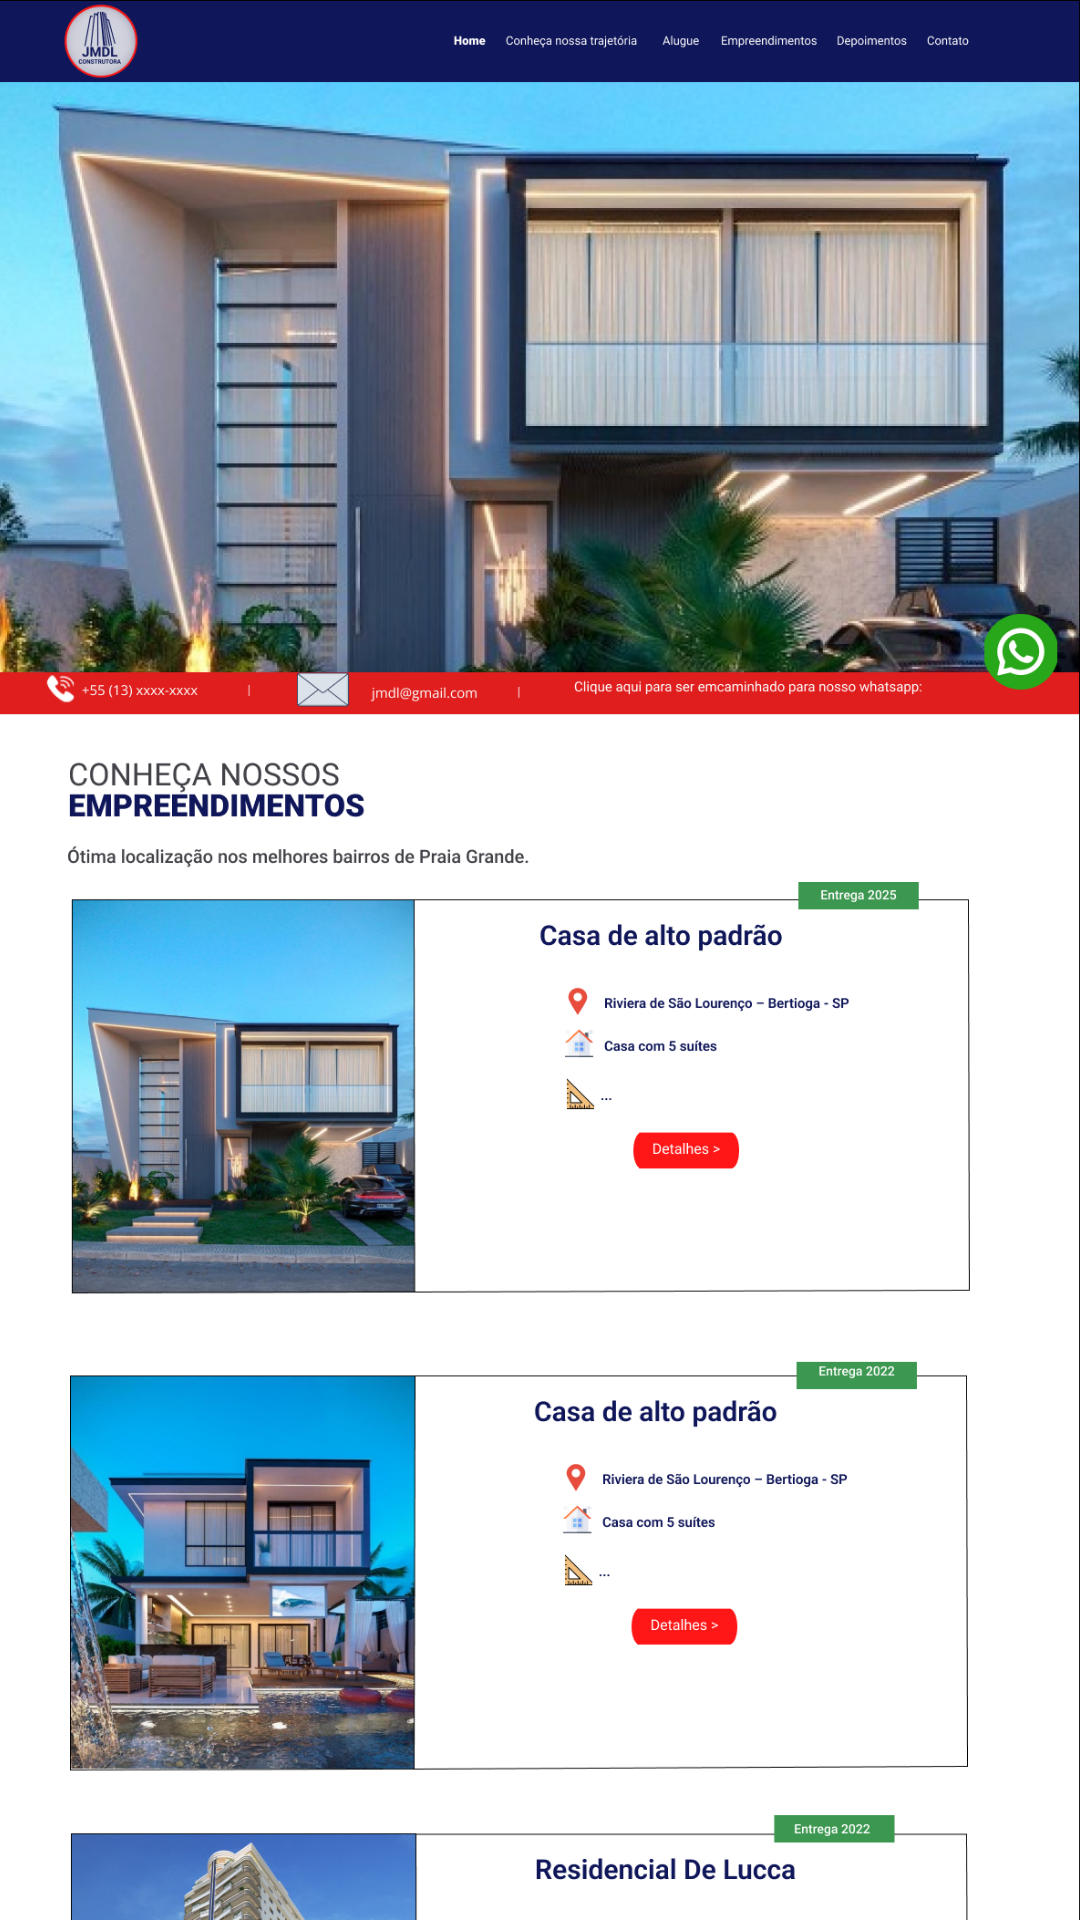 JMDL
CONSTRUTORA
Home Conheça nossa trajetória Alugue Empreendimentos Depoimentos Contato
+55 (13) xxxx-xxxx | jmdl@gmail.com | Clique aqui para ser emcaminhado para nosso whatsapp:
CONHEÇA NOSSOS
EMPREENDIMENTOS
Ótima localização nos melhores bairros de Praia Grande.
Entrega 2025
Casa de alto padrão
Riviera de São Lourenço – Bertioga - SP
Casa com 5 suítes
...
Detalhes >
Entrega 2022
Casa de alto padrão
Riviera de São Lourenço – Bertioga - SP
Casa com 5 suítes
...
Detalhes >
Entrega 2022
Residencial De Lucca